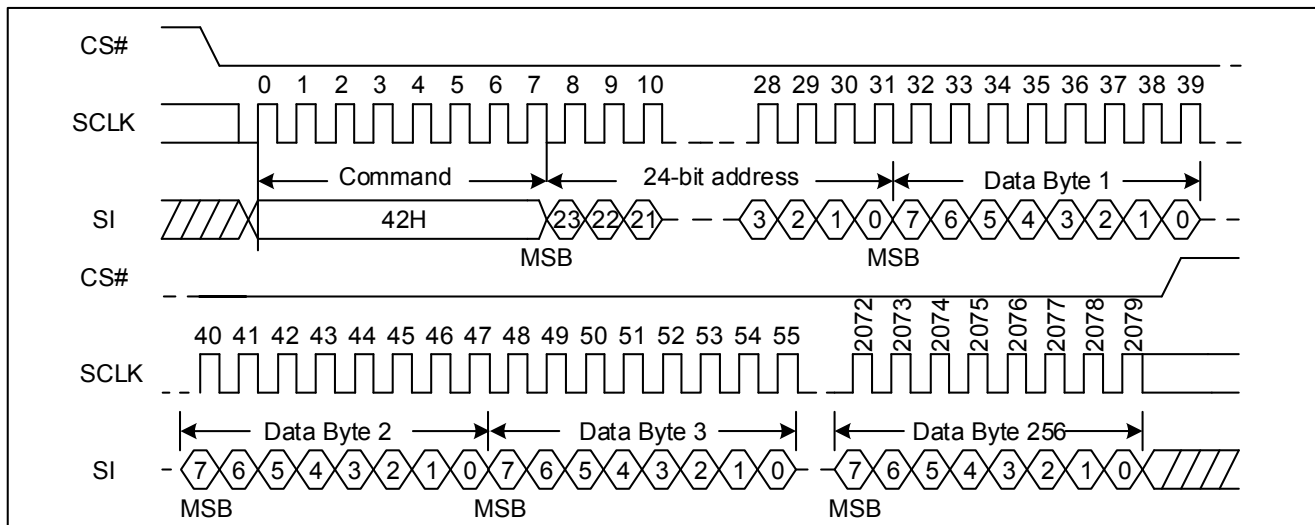 CS#
0 1 2 3 4 5 6 7 8 9 10 28 29 30 31 32 33 34 35 36 37 38 39
SCLK
Command 24-bit address Data Byte 1
SI 42H 23 22 21 3 2 1 0 7 6 5 4 3 2 1 0
MSB MSB
CS#
40 41 42 43 44 45 46 47 48 49 50 51 52 53 54 55 2072 2073 2074 2075 2076 2077 2078 2079
SCLK
Data Byte 2 Data Byte 3 Data Byte 256
SI 7 6 5 4 3 2 1 0 7 6 5 4 3 2 1 0 7 6 5 4 3 2 1 0
MSB MSB MSB